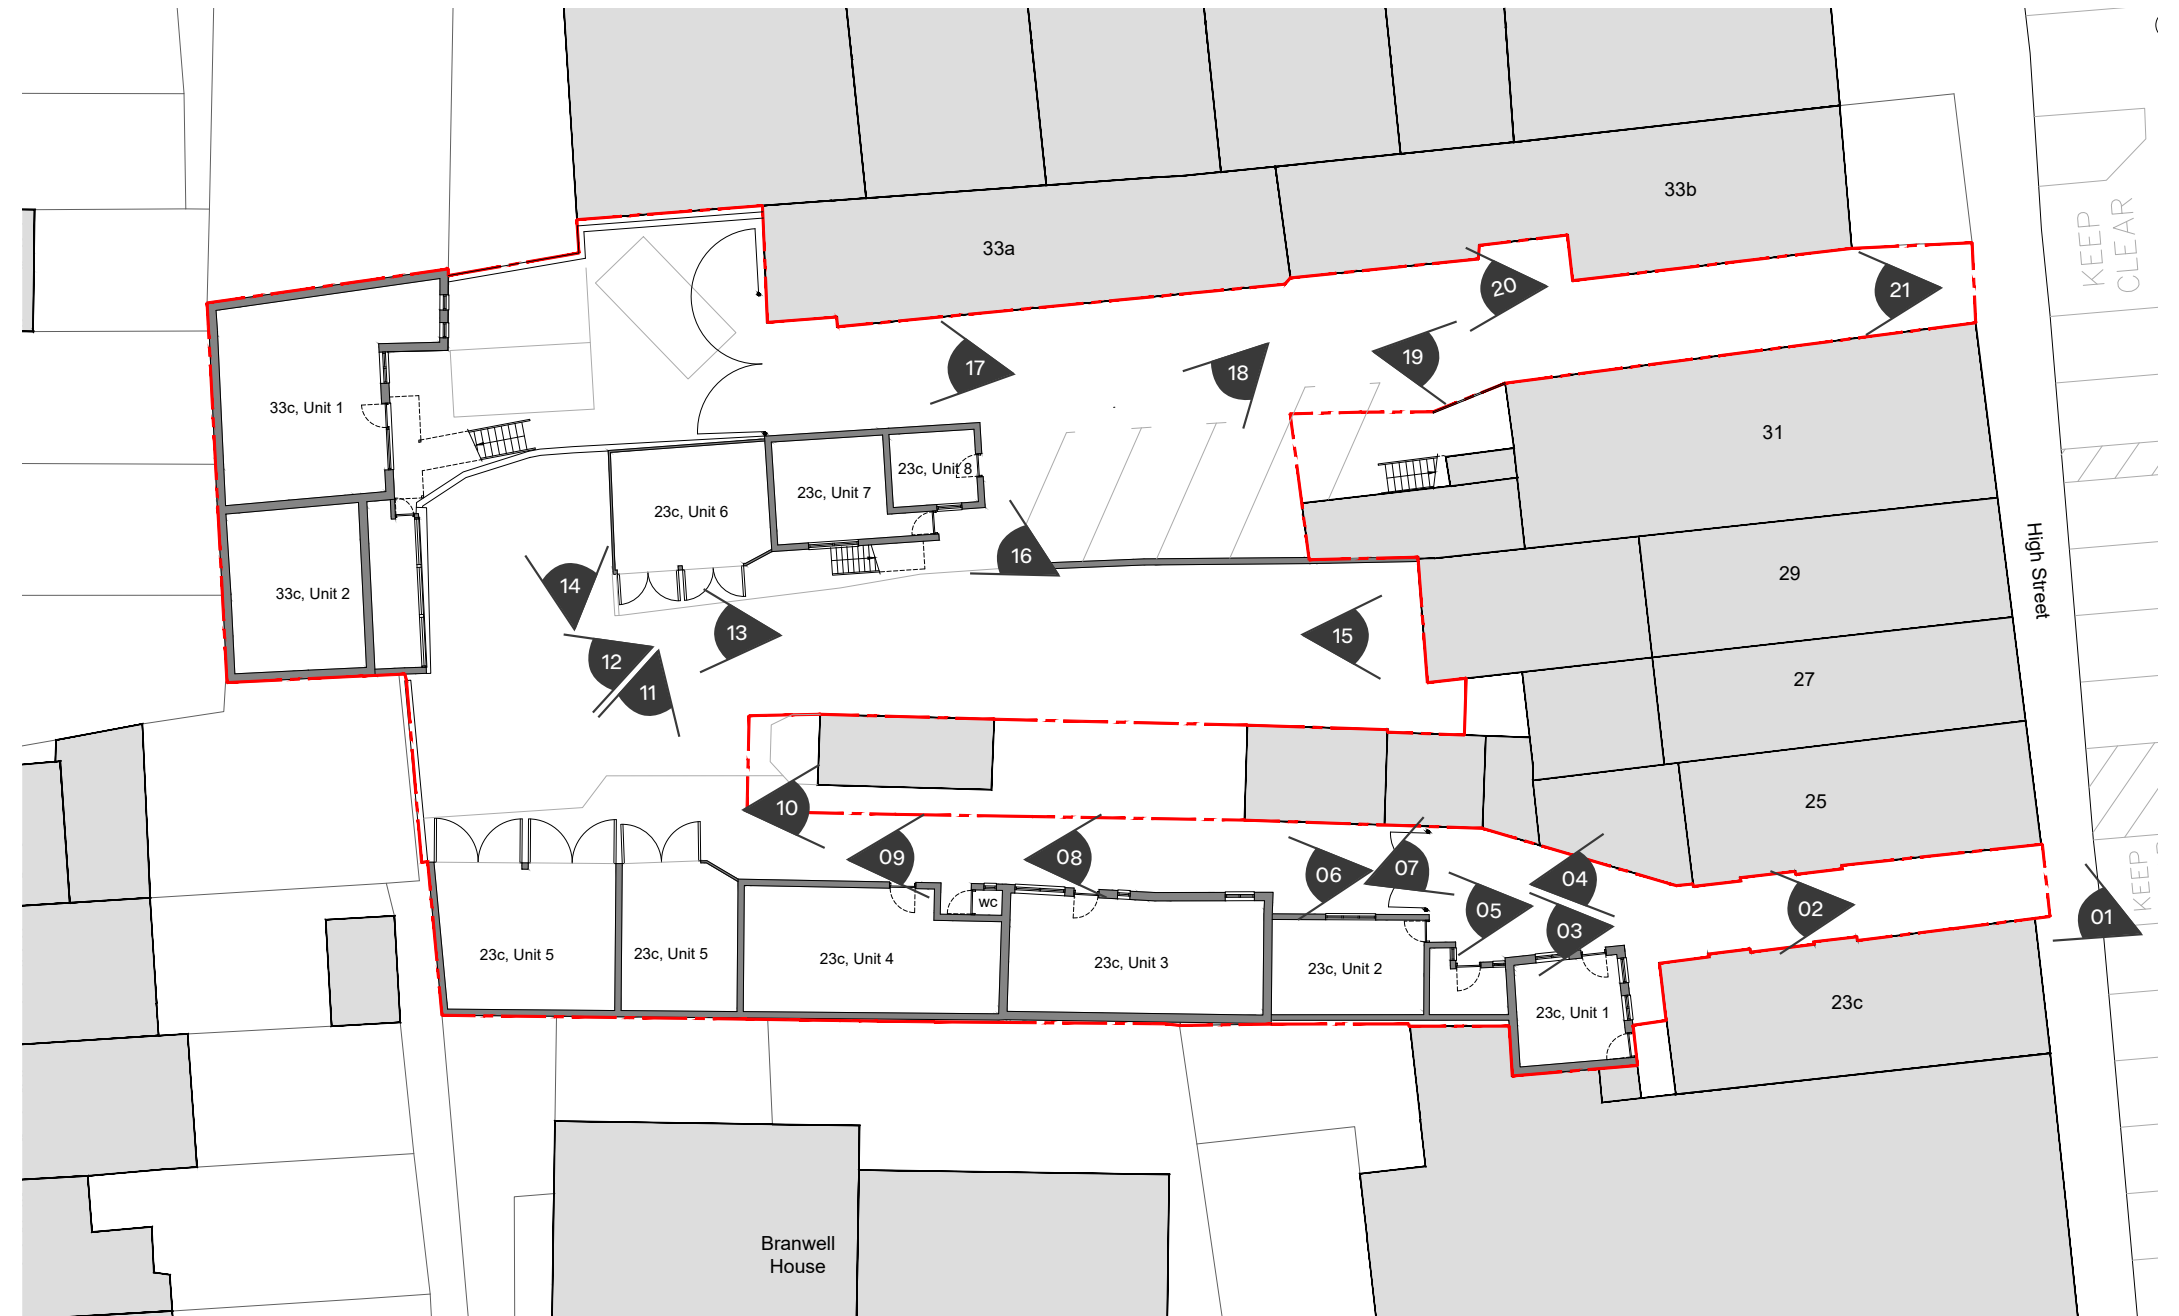 33b
KEEP
CLEAR
33a
20
21
19
17
18
33c, Unit 1
31
23c, Unit 8
23c, Unit 7
23c, Unit 6
16
High Street
29
14
33c, Unit 2
13
15
12
11
27
25
10
09
08
06
07
04
05
02
03
01
KEEP
WC
23c, Unit 5
23c, Unit 5
23c, Unit 4
23c, Unit 3
23c, Unit 2
23c, Unit 1
23c
Branwell
House